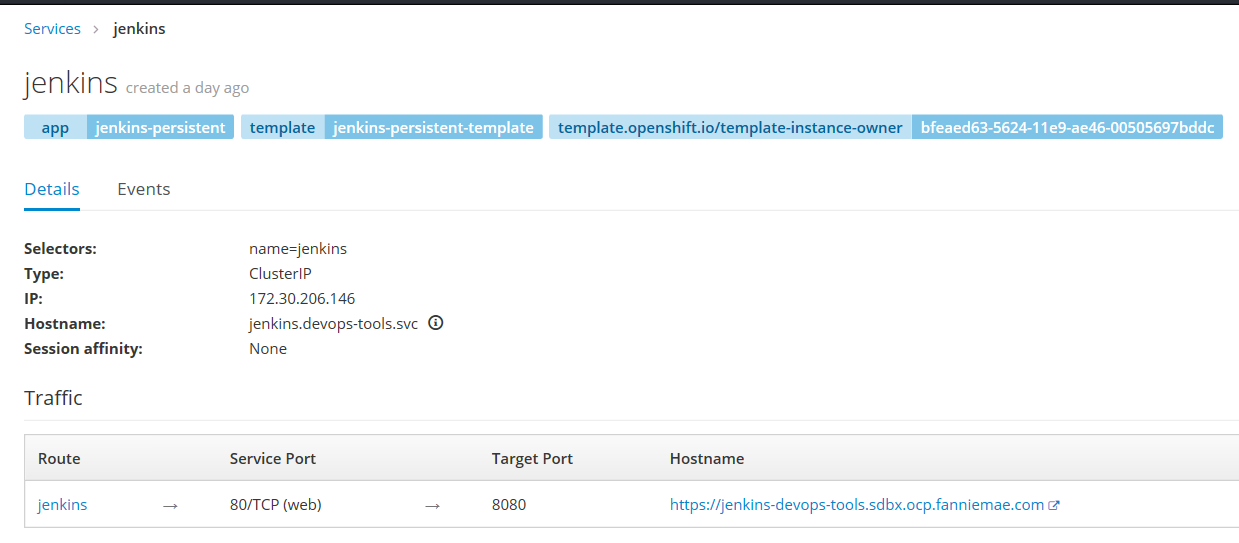 Services > jenkins
jenkins created a day ago
app jenkins-persistent template jenkins-persistent-template template.openshift.io/template-instance-owner bfeaed63-5624-11e9-ae46-00505697bddc
Details Events
Selectors: name=jenkins
Type: ClusterIP
IP: 172.30.206.146
Hostname: jenkins.devops-tools.svc
Session affinity: None
Traffic
Route Service Port Target Port Hostname
jenkins → 80/TCP (web) → 8080 https://jenkins-devops-tools.sdbx.ocp.fanniemae.com